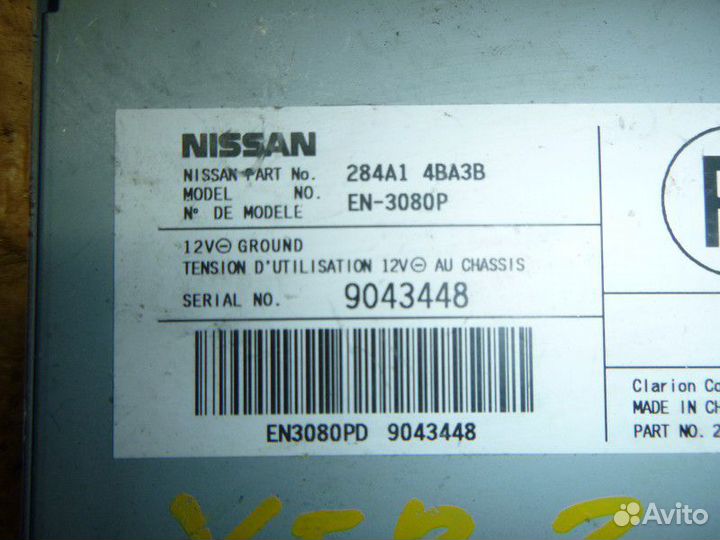 NISSAN
NISSAN PART No. 284A1 4BA3B
MODEL NO. EN-3080P
N° DE MODELE
12V⊖ GROUND
TENSION D'UTILISATION 12V⊖ AU CHASSIS
SERIAL NO. 9043448
EN3080PD 9043448
Clarion Co
MADE IN CH
PART NO. 2
Avito